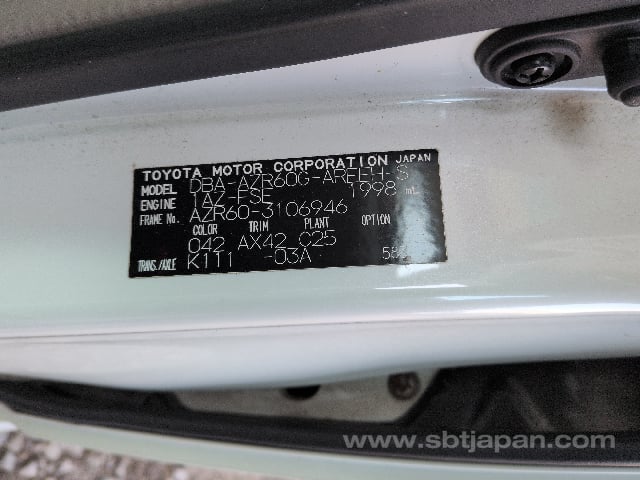 TOYOTA MOTOR CORPORATION JAPAN
MODEL DBA-AZR60G-AREEH-S
ENGINE 1AZ-FSE 1998 mL
FRAME No. AZR60-3106946
COLOR TRIM PLANT OPTION
042 AX42 C25
TRANS./AXLE K111 -03A
www.sbtjapan.com